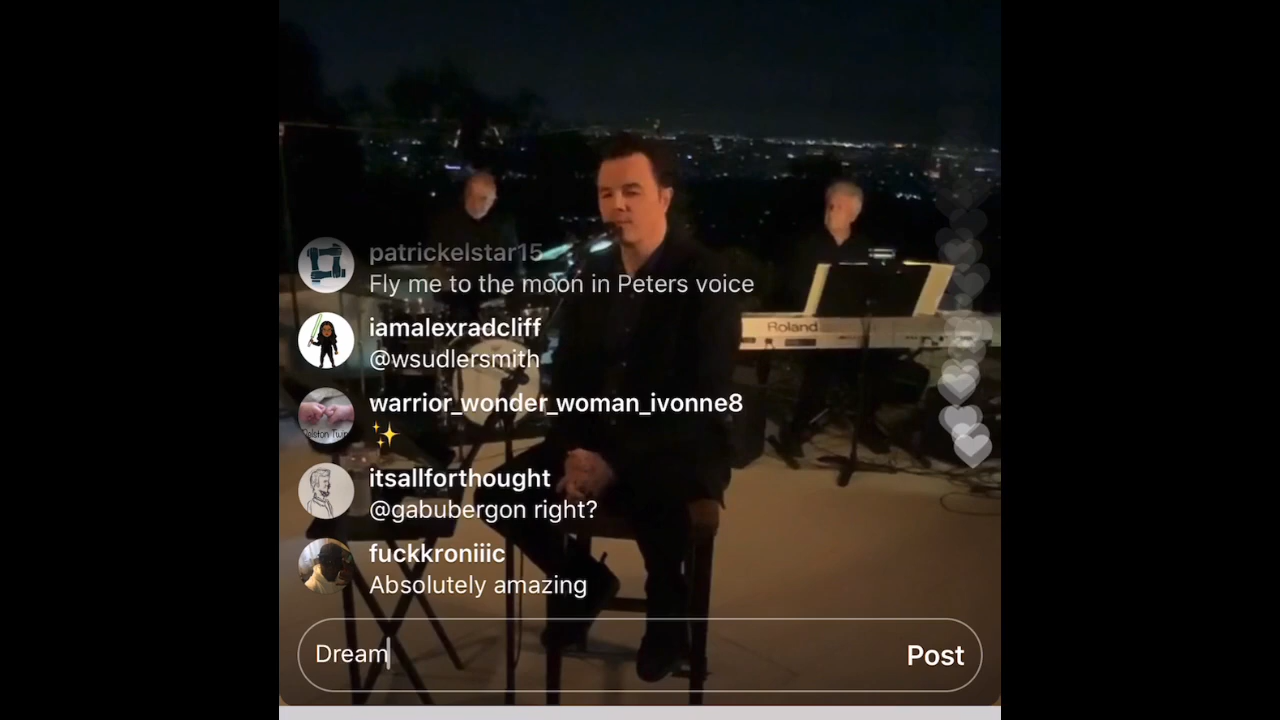 patrickelstar15
Fly me to the moon in Peters voice
iamalexradcliff
@wsudlersmith
Roland
warrior_wonder_woman_ivonne8
✨
itsallforthought
@gabubergon right?
fuckkroniiic
Absolutely amazing
Dream
Post